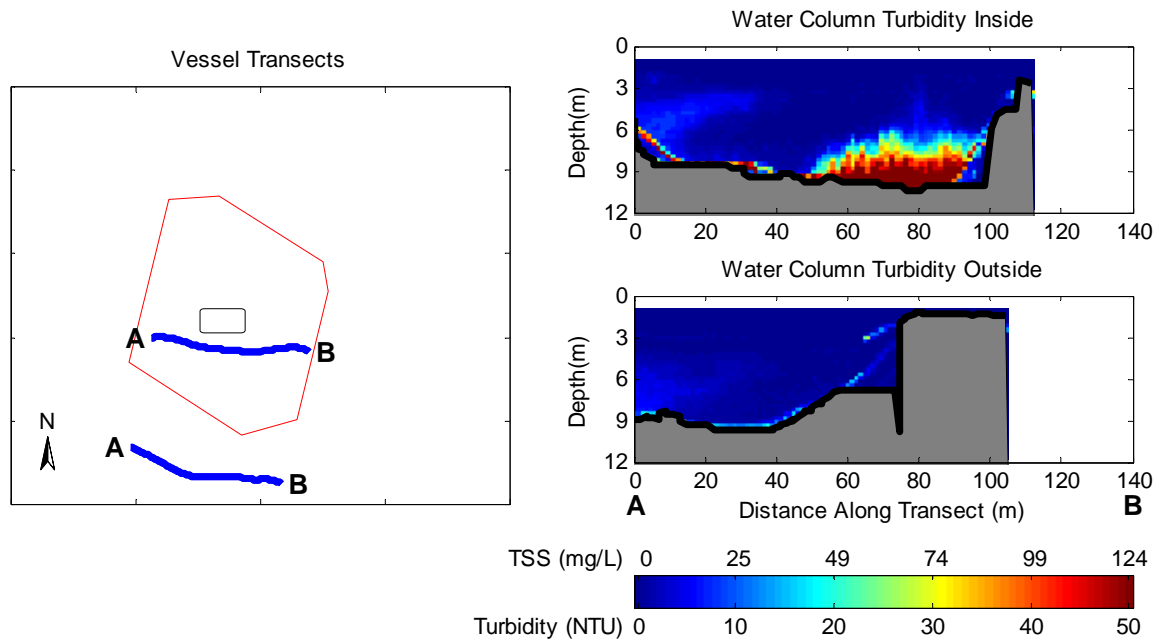 Vessel Transects
A
B
A
B
N
Water Column Turbidity Inside
0
3
6
9
12
Depth(m)
0 20 40 60 80 100 120 140
Water Column Turbidity Outside
0
3
6
9
12
Depth(m)
0 20 40 60 80 100 120 140
A Distance Along Transect (m) B
TSS (mg/L) 0 25 49 74 99 124
Turbidity (NTU) 0 10 20 30 40 50